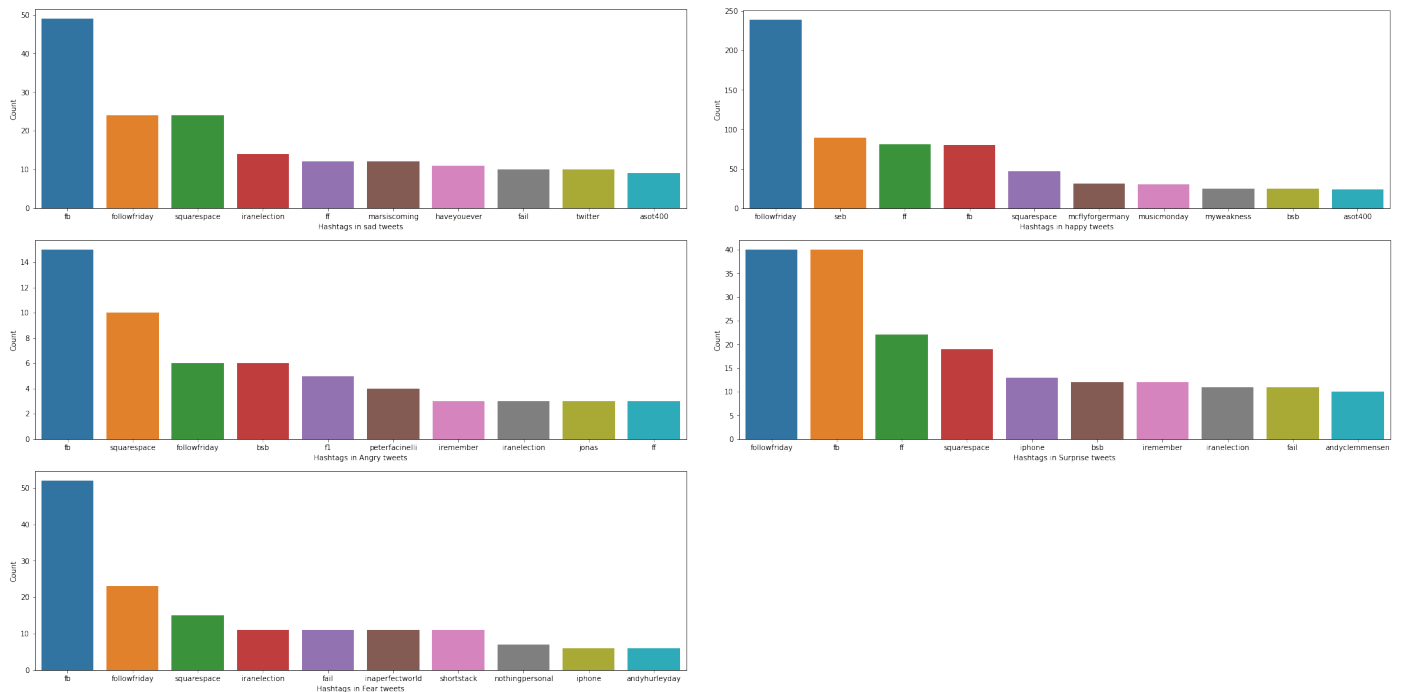 50
40
30
20
10
0
Count
fb followfriday squarespace iranelection ff marsiscoming haveyouever fail twitter asot400
Hashtags in sad tweets
250
200
150
100
50
0
Count
followfriday seb ff fb squarespace mcflyforgermany musicmonday myweakness bsb asot400
Hashtags in happy tweets
14
12
10
8
6
4
2
0
Count
fb squarespace followfriday bsb f1 peterfacinelli iremember iranelection jonas ff
Hashtags in Angry tweets
40
35
30
25
20
15
10
5
0
Count
followfriday fb ff squarespace iphone bsb iremember iranelection fail andyclemmensen
Hashtags in Surprise tweets
50
40
30
20
10
0
Count
fb followfriday squarespace iranelection fail inaperfectworld shortstack nothingpersonal iphone andyhurleyday
Hashtags in Fear tweets